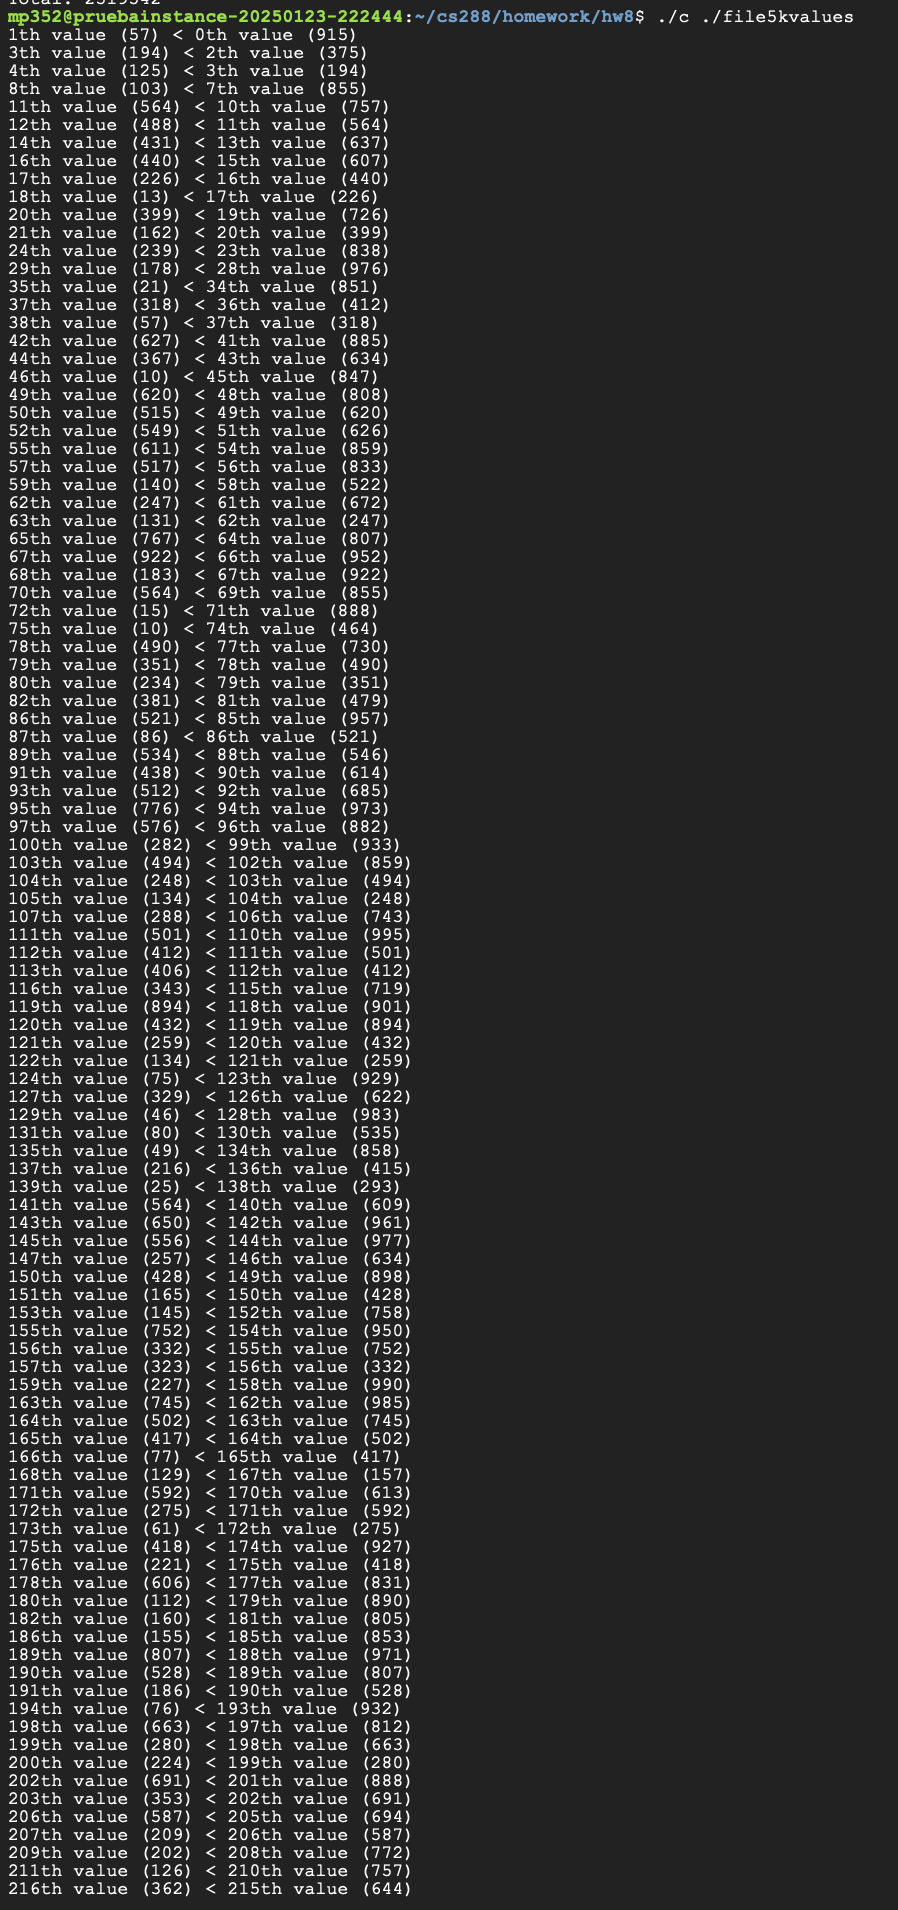 Total: 2519542
mp352@pruebainstance-20250123-222444:~/cs288/homework/hw8$ ./c ./file5kvalues
1th value (57) < 0th value (915)
3th value (194) < 2th value (375)
4th value (125) < 3th value (194)
8th value (103) < 7th value (855)
11th value (564) < 10th value (757)
12th value (488) < 11th value (564)
14th value (431) < 13th value (637)
16th value (440) < 15th value (607)
17th value (226) < 16th value (440)
18th value (13) < 17th value (226)
20th value (399) < 19th value (726)
21th value (162) < 20th value (399)
24th value (239) < 23th value (838)
29th value (178) < 28th value (976)
35th value (21) < 34th value (851)
37th value (318) < 36th value (412)
38th value (57) < 37th value (318)
42th value (627) < 41th value (885)
44th value (367) < 43th value (634)
46th value (10) < 45th value (847)
49th value (620) < 48th value (808)
50th value (515) < 49th value (620)
52th value (549) < 51th value (626)
55th value (611) < 54th value (859)
57th value (517) < 56th value (833)
59th value (140) < 58th value (522)
62th value (247) < 61th value (672)
63th value (131) < 62th value (247)
65th value (767) < 64th value (807)
67th value (922) < 66th value (952)
68th value (183) < 67th value (922)
70th value (564) < 69th value (855)
72th value (15) < 71th value (888)
75th value (10) < 74th value (464)
78th value (490) < 77th value (730)
79th value (351) < 78th value (490)
80th value (234) < 79th value (351)
82th value (381) < 81th value (479)
86th value (521) < 85th value (957)
87th value (86) < 86th value (521)
89th value (534) < 88th value (546)
91th value (438) < 90th value (614)
93th value (512) < 92th value (685)
95th value (776) < 94th value (973)
97th value (576) < 96th value (882)
100th value (282) < 99th value (933)
103th value (494) < 102th value (859)
104th value (248) < 103th value (494)
105th value (134) < 104th value (248)
107th value (288) < 106th value (743)
111th value (501) < 110th value (995)
112th value (412) < 111th value (501)
113th value (406) < 112th value (412)
116th value (343) < 115th value (719)
119th value (894) < 118th value (901)
120th value (432) < 119th value (894)
121th value (259) < 120th value (432)
122th value (134) < 121th value (259)
124th value (75) < 123th value (929)
127th value (329) < 126th value (622)
129th value (46) < 128th value (983)
131th value (80) < 130th value (535)
135th value (49) < 134th value (858)
137th value (216) < 136th value (415)
139th value (25) < 138th value (293)
141th value (564) < 140th value (609)
143th value (650) < 142th value (961)
145th value (556) < 144th value (977)
147th value (257) < 146th value (634)
150th value (428) < 149th value (898)
151th value (165) < 150th value (428)
153th value (145) < 152th value (758)
155th value (752) < 154th value (950)
156th value (332) < 155th value (752)
157th value (323) < 156th value (332)
159th value (227) < 158th value (990)
163th value (745) < 162th value (985)
164th value (502) < 163th value (745)
165th value (417) < 164th value (502)
166th value (77) < 165th value (417)
168th value (129) < 167th value (157)
171th value (592) < 170th value (613)
172th value (275) < 171th value (592)
173th value (61) < 172th value (275)
175th value (418) < 174th value (927)
176th value (221) < 175th value (418)
178th value (606) < 177th value (831)
180th value (112) < 179th value (890)
182th value (160) < 181th value (805)
186th value (155) < 185th value (853)
189th value (807) < 188th value (971)
190th value (528) < 189th value (807)
191th value (186) < 190th value (528)
194th value (76) < 193th value (932)
198th value (663) < 197th value (812)
199th value (280) < 198th value (663)
200th value (224) < 199th value (280)
202th value (691) < 201th value (888)
203th value (353) < 202th value (691)
206th value (587) < 205th value (694)
207th value (209) < 206th value (587)
209th value (202) < 208th value (772)
211th value (126) < 210th value (757)
216th value (362) < 215th value (644)